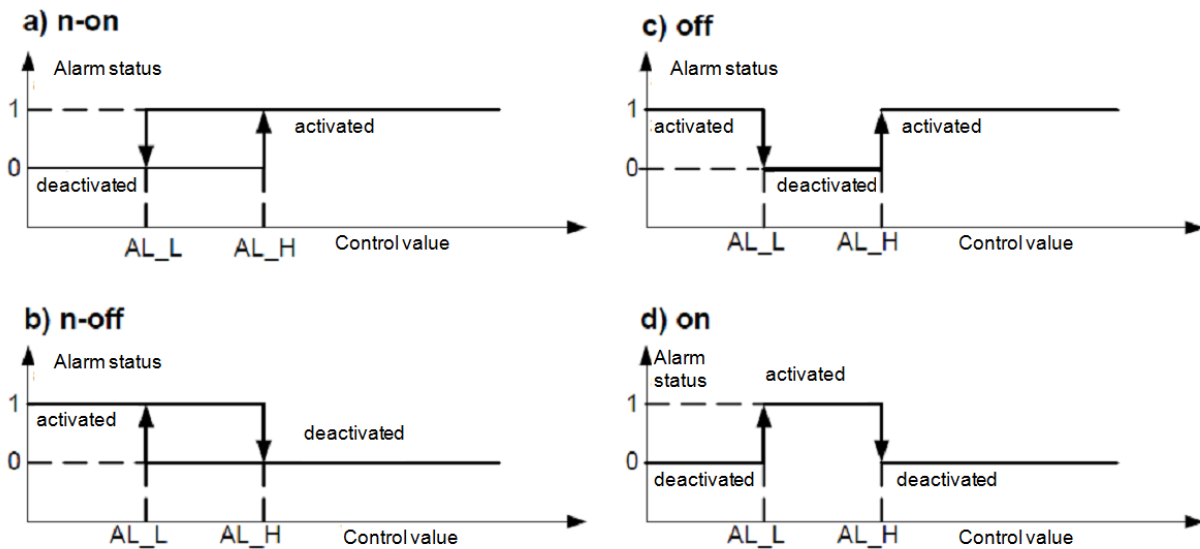 a) n-on
Alarm status
1
activated
0
deactivated
AL_L
AL_H
Control value
b) n-off
Alarm status
1
activated
deactivated
0
AL_L
AL_H
Control value
c) off
Alarm status
1
activated
activated
0
deactivated
AL_L
AL_H
Control value
d) on
Alarm
status
activated
1
0
deactivated
deactivated
AL_L
AL_H
Control value